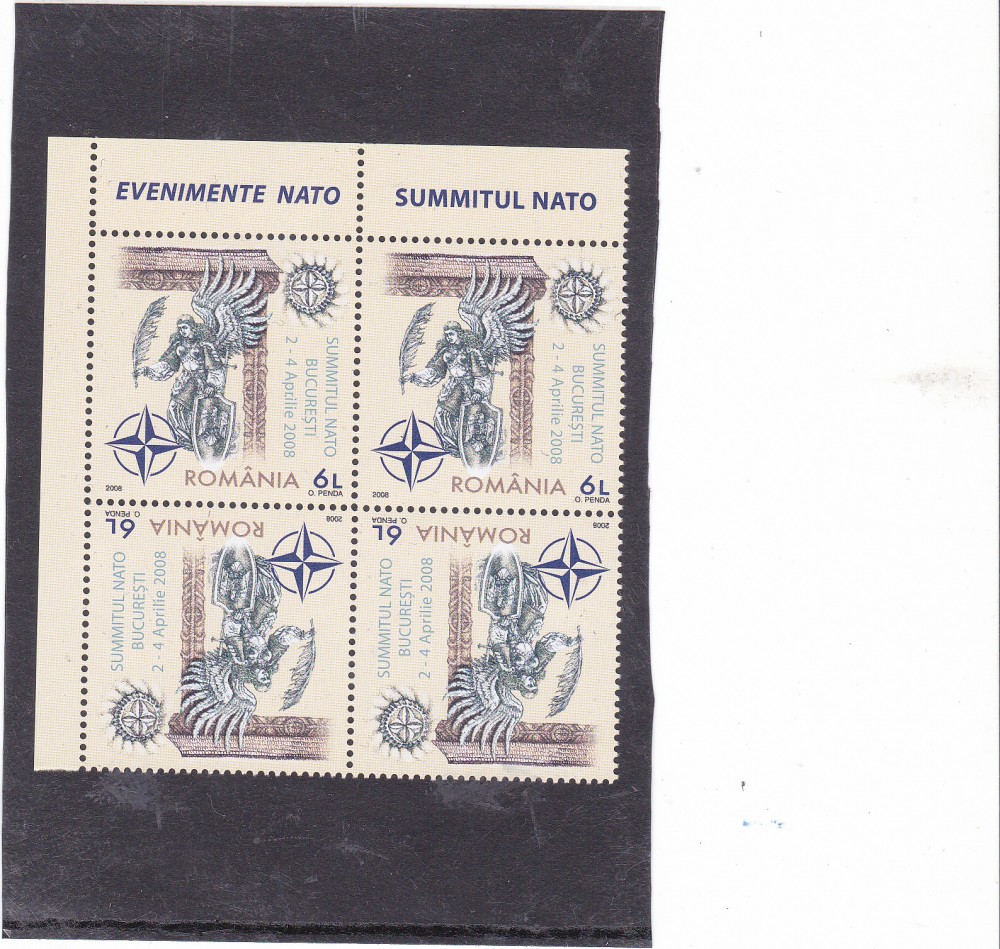 EVENIMENTE NATO
SUMMITUL NATO
SUMMITUL NATO
BUCUREȘTI
2 - 4 Aprilie 2008
2008
ROMÂNIA
6L
O. PENDA
SUMMITUL NATO
BUCUREȘTI
2 - 4 Aprilie 2008
2008
ROMÂNIA
6L
O. PENDA
SUMMITUL NATO
BUCUREȘTI
2 - 4 Aprilie 2008
2008
ROMÂNIA
6L
O. PENDA
SUMMITUL NATO
BUCUREȘTI
2 - 4 Aprilie 2008
2008
ROMÂNIA
6L
O. PENDA